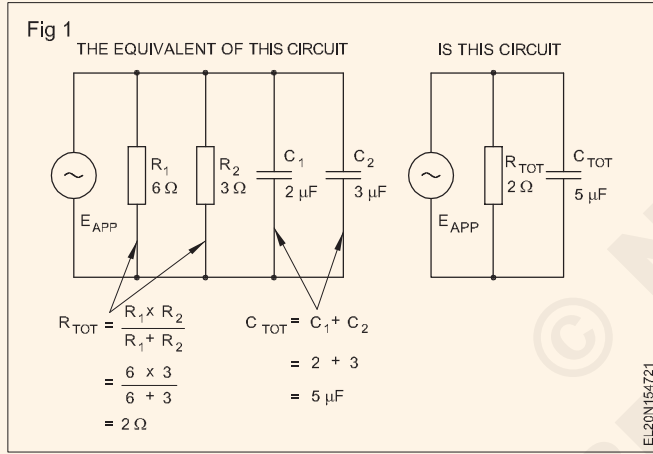 Fig 1
THE EQUIVALENT OF THIS CIRCUIT
IS THIS CIRCUIT
R1
6 Ω
R2
3 Ω
C1
2 µF
C2
3 µF
EAPP
RTOT
2 Ω
CTOT
5 µF
EAPP
RTOT = R1 x R2 / R1 + R2
= 6 x 3 / 6 + 3
= 2 Ω
CTOT = C1 + C2
= 2 + 3
= 5 µF
EL20N154721
©